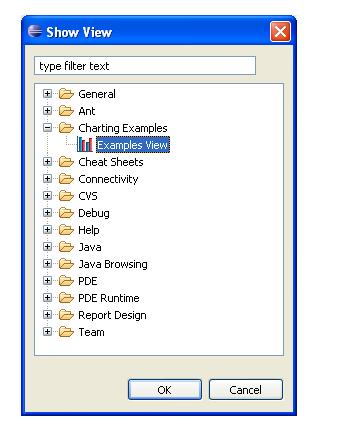 Show View
type filter text
General
Ant
Charting Examples
Examples View
Cheat Sheets
Connectivity
CVS
Debug
Help
Java
Java Browsing
PDE
PDE Runtime
Report Design
Team
OK Cancel